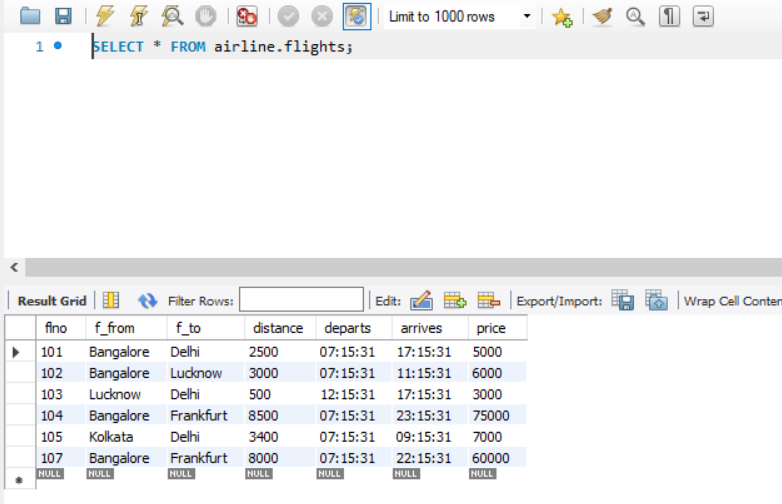 Limit to 1000 rows
1 SELECT * FROM airline.flights;
Result Grid Filter Rows: Edit: Export/Import: Wrap Cell Conten
flno f_from f_to distance departs arrives price
101 Bangalore Delhi 2500 07:15:31 17:15:31 5000
102 Bangalore Lucknow 3000 07:15:31 11:15:31 6000
103 Lucknow Delhi 500 12:15:31 17:15:31 3000
104 Bangalore Frankfurt 8500 07:15:31 23:15:31 75000
105 Kolkata Delhi 3400 07:15:31 09:15:31 7000
107 Bangalore Frankfurt 8000 07:15:31 22:15:31 60000
NULL NULL NULL NULL NULL NULL NULL